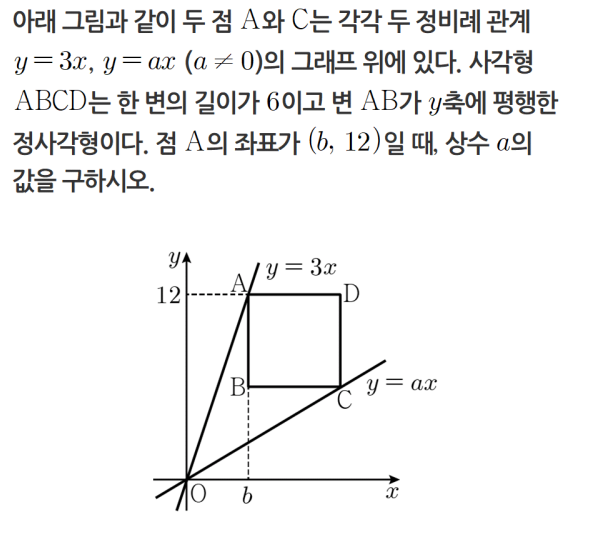 아래 그림과 같이 두 점 A와 C는 각각 두 정비례 관계
y = 3x, y = ax (a ≠ 0)의 그래프 위에 있다. 사각형
ABCD는 한 변의 길이가 6이고 변 AB가 y축에 평행한
정사각형이다. 점 A의 좌표가 (b, 12)일 때, 상수 a의
값을 구하시오.
y
y = 3x
A
12
D
B
y = ax
C
O
b
x